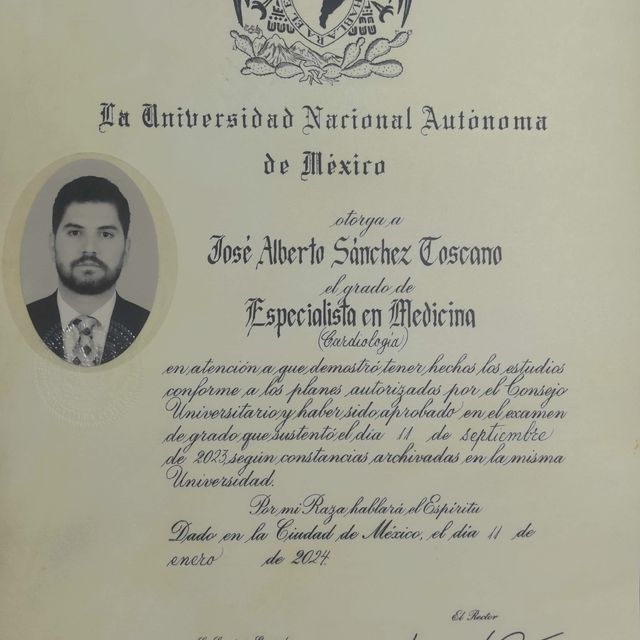 HABLARA EL E
La Universidad Nacional Autónoma
de México
otorga a
José Alberto Sánchez Toscano
el grado de
Especialista en Medicina
(Cardiología)
en atención a que demostró tener hechos los estudios
conforme a los planes autorizados por el Consejo
Universitario y haber sido aprobado en el examen
de grado que sustentó el día 11 de septiembre
de 2023, según constancias archivadas en la misma
Universidad.
Por mi Raza hablará el Espíritu
Dado en la Ciudad de México, el día 11 de
enero de 2024.
El Rector